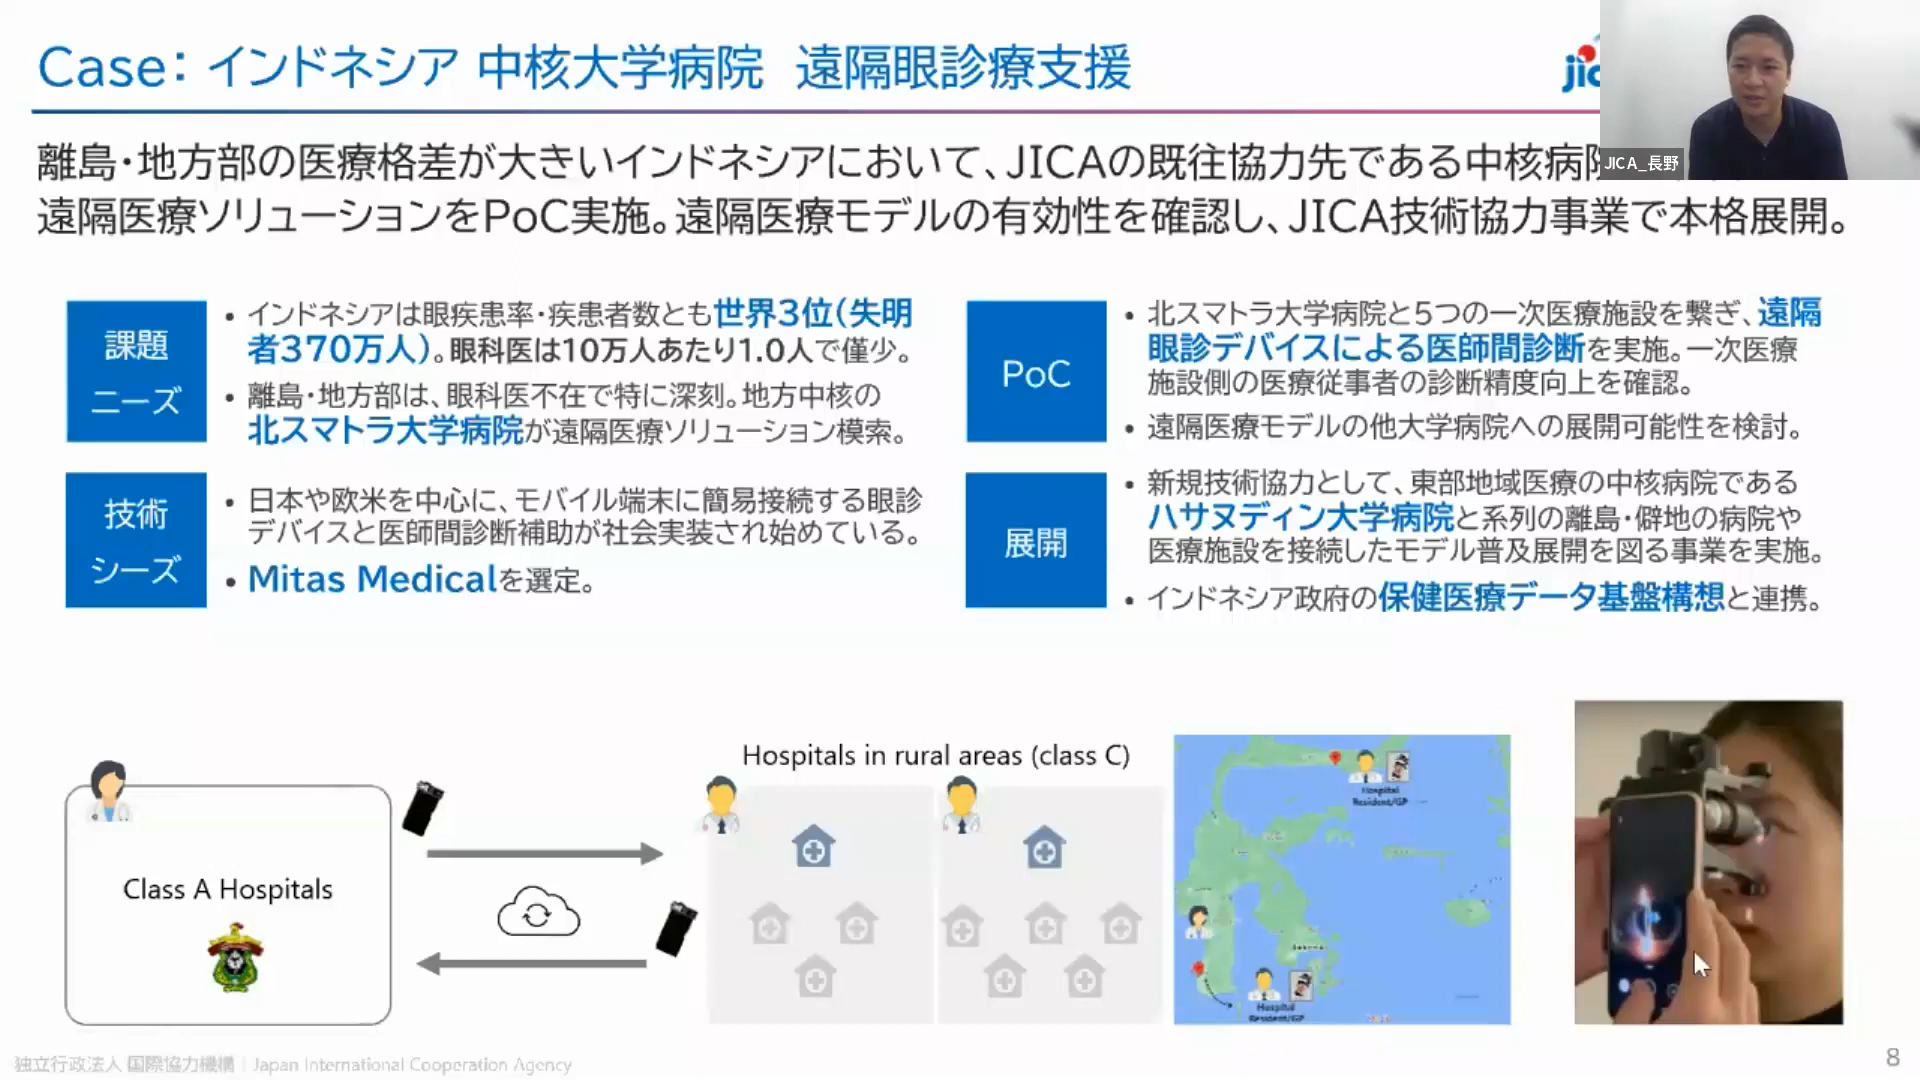 Case： インドネシア 中核大学病院 遠隔眼診療支援
JICA_長野
離島・地方部の医療格差が大きいインドネシアにおいて、JICAの既往協力先である中核病
遠隔医療ソリューションをPoC実施。遠隔医療モデルの有効性を確認し、JICA技術協力事業で本格展開。
課題
ニーズ
• インドネシアは眼疾患率・疾患者数とも世界3位（失明
者370万人）。眼科医は10万人あたり1.0人で僅少。
• 離島・地方部は、眼科医不在で特に深刻。地方中核の
北スマトラ大学病院が遠隔医療ソリューション模索。
技術
シーズ
• 日本や欧米を中心に、モバイル端末に簡易接続する眼診
デバイスと医師間診断補助が社会実装され始めている。
• Mitas Medicalを選定。
PoC
• 北スマトラ大学病院と5つの一次医療施設を繋ぎ、遠隔
眼診デバイスによる医師間診断を実施。一次医療
施設側の医療従事者の診断精度向上を確認。
• 遠隔医療モデルの他大学病院への展開可能性を検討。
展開
• 新規技術協力として、東部地域医療の中核病院である
ハサヌディン大学病院と系列の離島・僻地の病院や
医療施設を接続したモデル普及展開を図る事業を実施。
• インドネシア政府の保健医療データ基盤構想と連携。
Class A Hospitals
Hospitals in rural areas (class C)
Hospital
Resident/GP
Hospital
Resident/GP
独立行政法人 国際協力機構 | Japan International Cooperation Agency
8